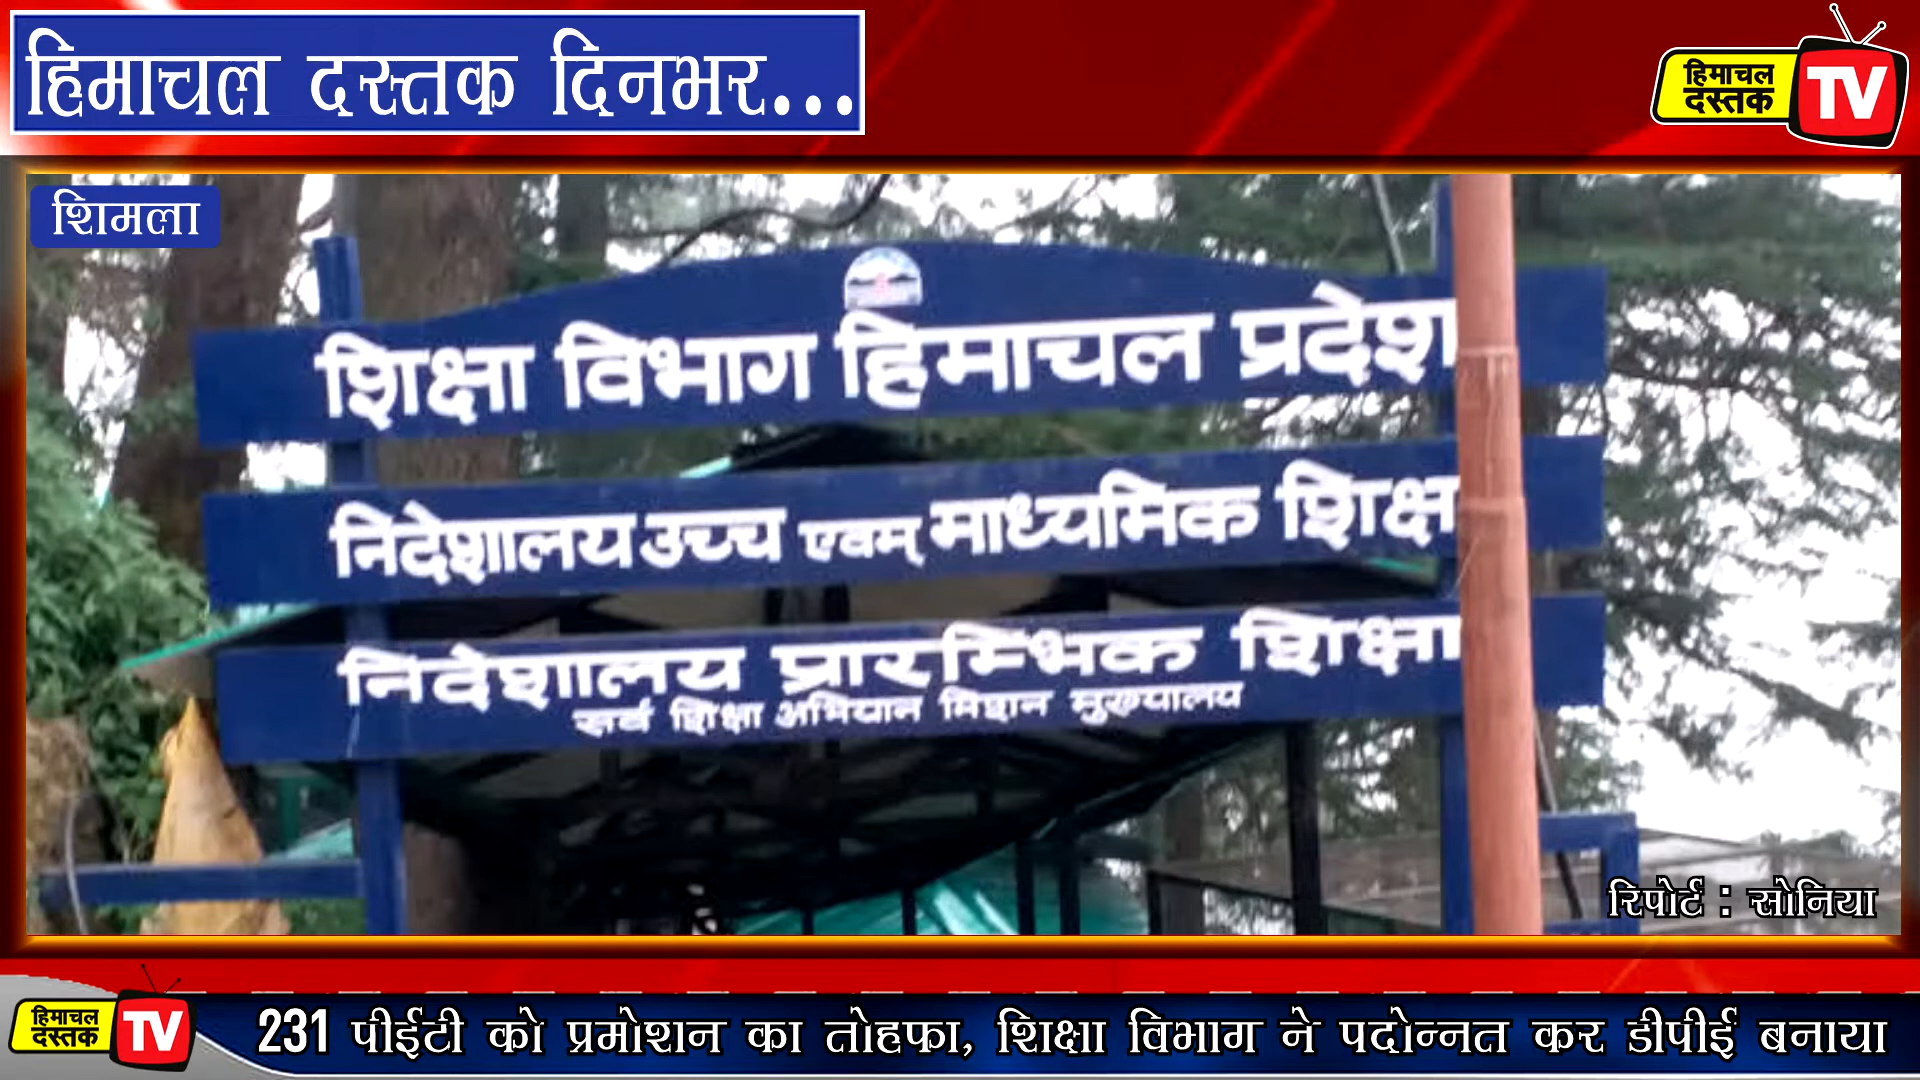 हिमाचल दस्तक दिनभर...
हिमाचल
दस्तक
TV
शिमला
शिक्षा विभाग हिमाचल प्रदेश
निदेशालय उच्च एवम् माध्यमिक शिक्ष
निदेशालय प्रारम्भिक शिक्षा
सर्व शिक्षा अभियान मिशन मुख्यालय
रिपोर्ट : सोनिया
हिमाचल
दस्तक
TV
231 पीईटी को प्रमोशन का तोहफा, शिक्षा विभाग ने पदोन्नत कर डीपीई बनाया